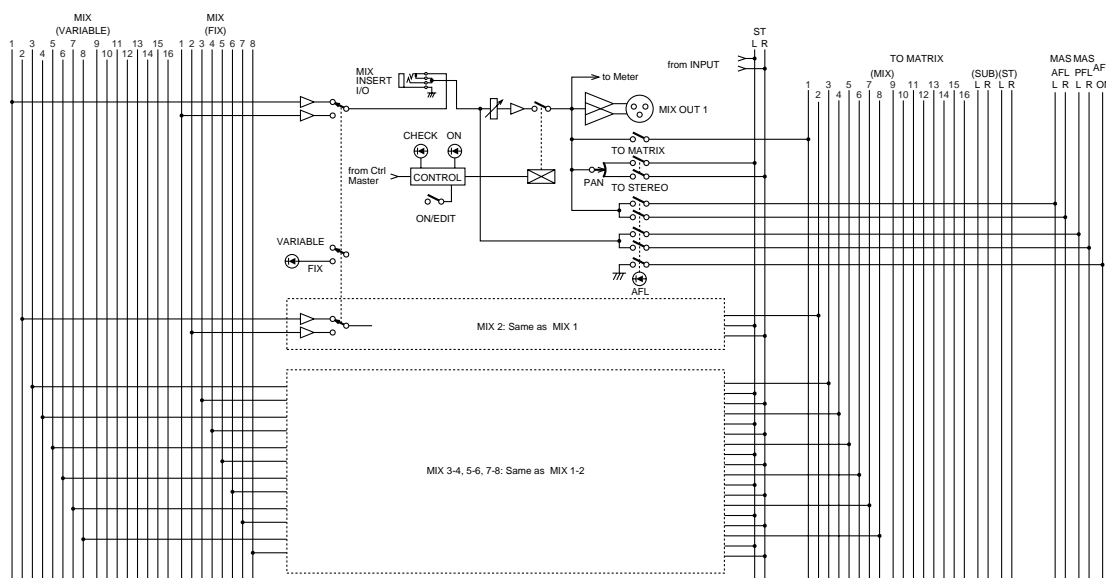 MIX
(VARIABLE)
1 2 3 4 5 6 7 8 9 10 11 12 13 14 15 16
MIX
(FIX)
1 2 3 4 5 6 7 8
ST
L R
from INPUT
TO MATRIX
(MIX)
1 2 3 4 5 6 7 8 9 10 11 12 13 14 15 16
(SUB) (ST)
L R L R
MAS MAS
AFL PFL AFL
L R L R ON
MIX
INSERT
I/O
to Meter
MIX OUT 1
CHECK ON
TO MATRIX
from Ctrl
Master
CONTROL
PAN
TO STEREO
ON/EDIT
VARIABLE
FIX
AFL
MIX 2: Same as MIX 1
MIX 3-4, 5-6, 7-8: Same as MIX 1-2